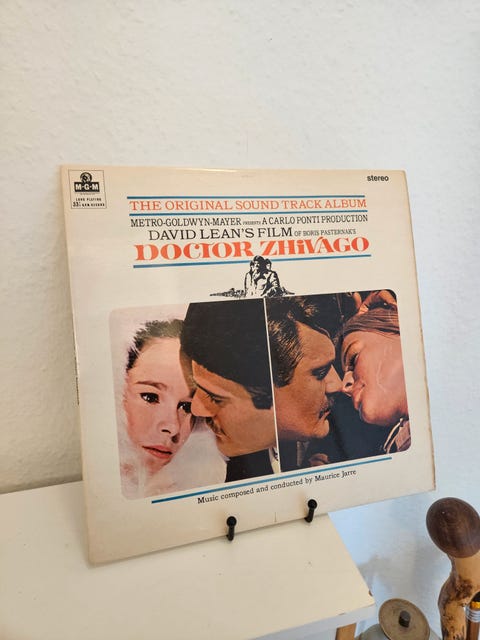 M-G-M
LONG PLAYING
33⅓ R.P.M. RECORD
stereo
THE ORIGINAL SOUND TRACK ALBUM
METRO-GOLDWYN-MAYER PRESENTS A CARLO PONTI PRODUCTION
DAVID LEAN'S FILM OF BORIS PASTERNAK'S
DOCTOR ZHiVAGO
Music composed and conducted by Maurice Jarre